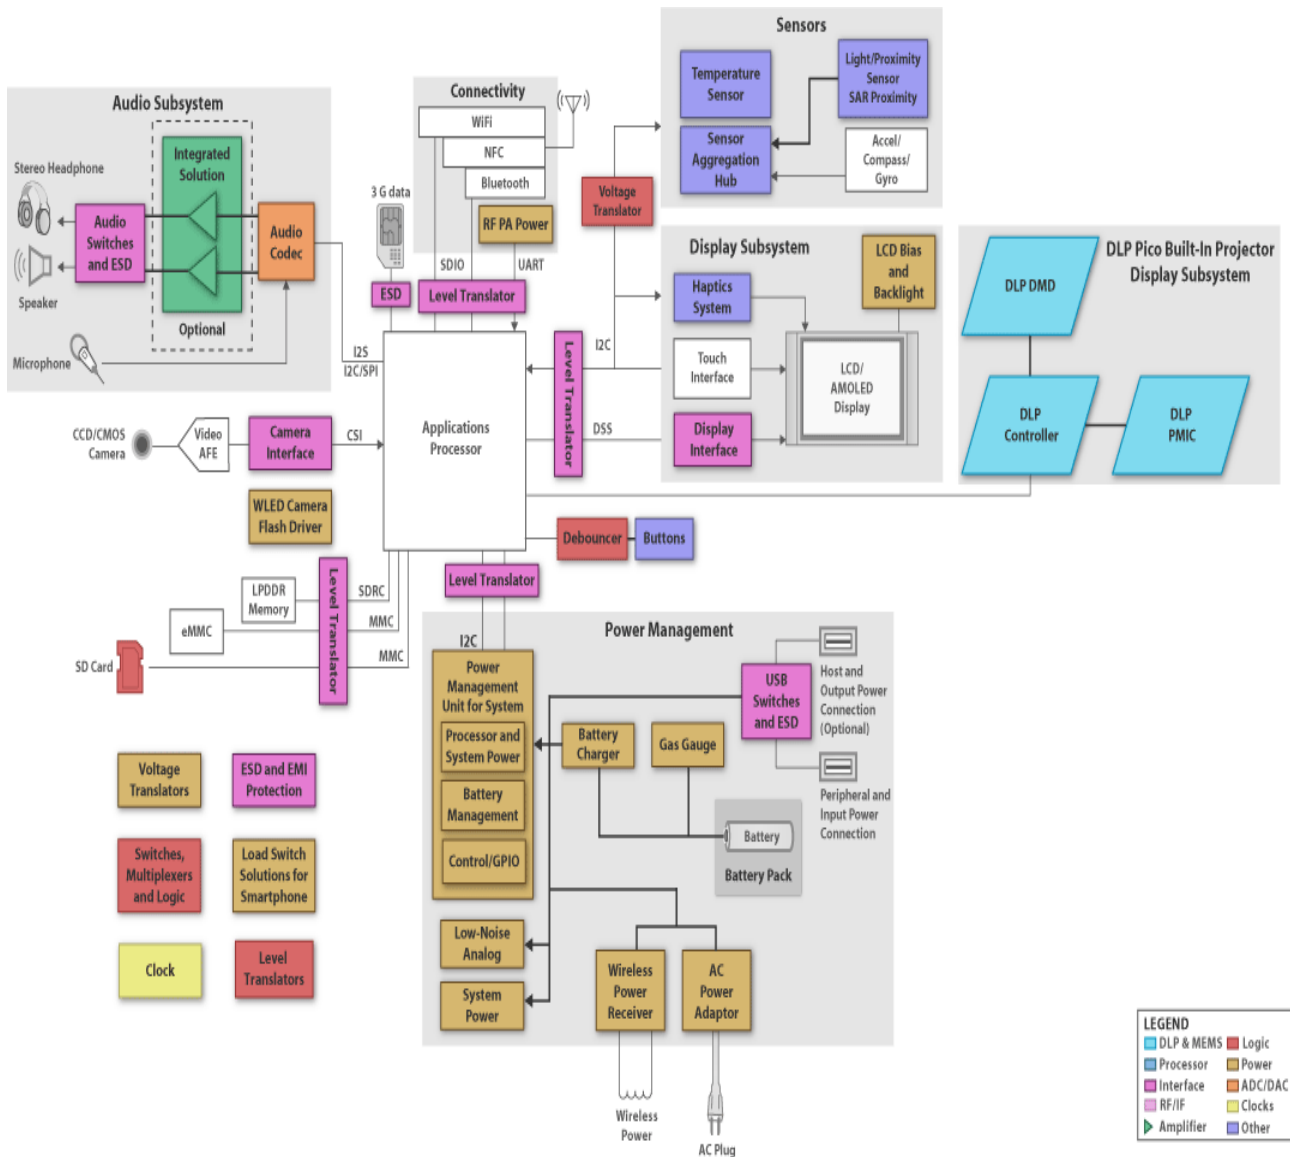 Sensors
Temperature
Sensor
Light/Proximity
Sensor
SAR Proximity
Sensor
Aggregation
Hub
Accel/
Compass/
Gyro
Audio Subsystem
Integrated
Solution
Stereo Headphone
Audio
Switches
and ESD
Audio
Codec
Speaker
Optional
Microphone
I2S
I2C/SPI
Connectivity
WiFi
NFC
Bluetooth
RF PA Power
3 G data
SDIO
UART
ESD
Level Translator
Voltage
Translator
Display Subsystem
LCD Bias
and
Backlight
Haptics
System
Touch
Interface
Display
Interface
LCD/
AMOLED
Display
I2C
Level Translator
DSS
DLP Pico Built-In Projector
Display Subsystem
DLP DMD
DLP
Controller
DLP
PMIC
Applications
Processor
CCD/CMOS
Camera
Video
AFE
Camera
Interface
CSI
WLED Camera
Flash Driver
Debouncer
Buttons
Level Translator
LPDDR
Memory
eMMC
SD Card
Level Translator
SDRC
MMC
MMC
Power Management
I2C
Power
Management
Unit for System
Processor and
System Power
Battery
Management
Control/GPIO
Battery
Charger
Gas Gauge
USB
Switches
and ESD
Host and
Output Power
Connection
(Optional)
Peripheral and
Input Power
Connection
Battery
Battery Pack
Low-Noise
Analog
System
Power
Wireless
Power
Receiver
AC
Power
Adaptor
Wireless
Power
AC Plug
Voltage
Translators
ESD and EMI
Protection
Switches,
Multiplexers
and Logic
Load Switch
Solutions for
Smartphone
Clock
Level
Translators
LEGEND
DLP & MEMS
Logic
Processor
Power
Interface
ADC/DAC
RF/IF
Clocks
Amplifier
Other